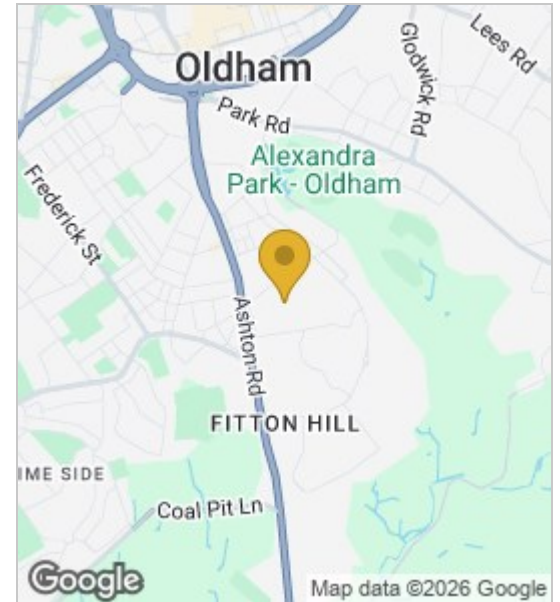 Lees Rd
Glodwick Rd
Oldham
Park Rd
Alexandra
Park - Oldham
Frederick St
Ashton Rd
FITTON HILL
IME SIDE
Coal Pit Ln
Google
Map data ©2026 Google